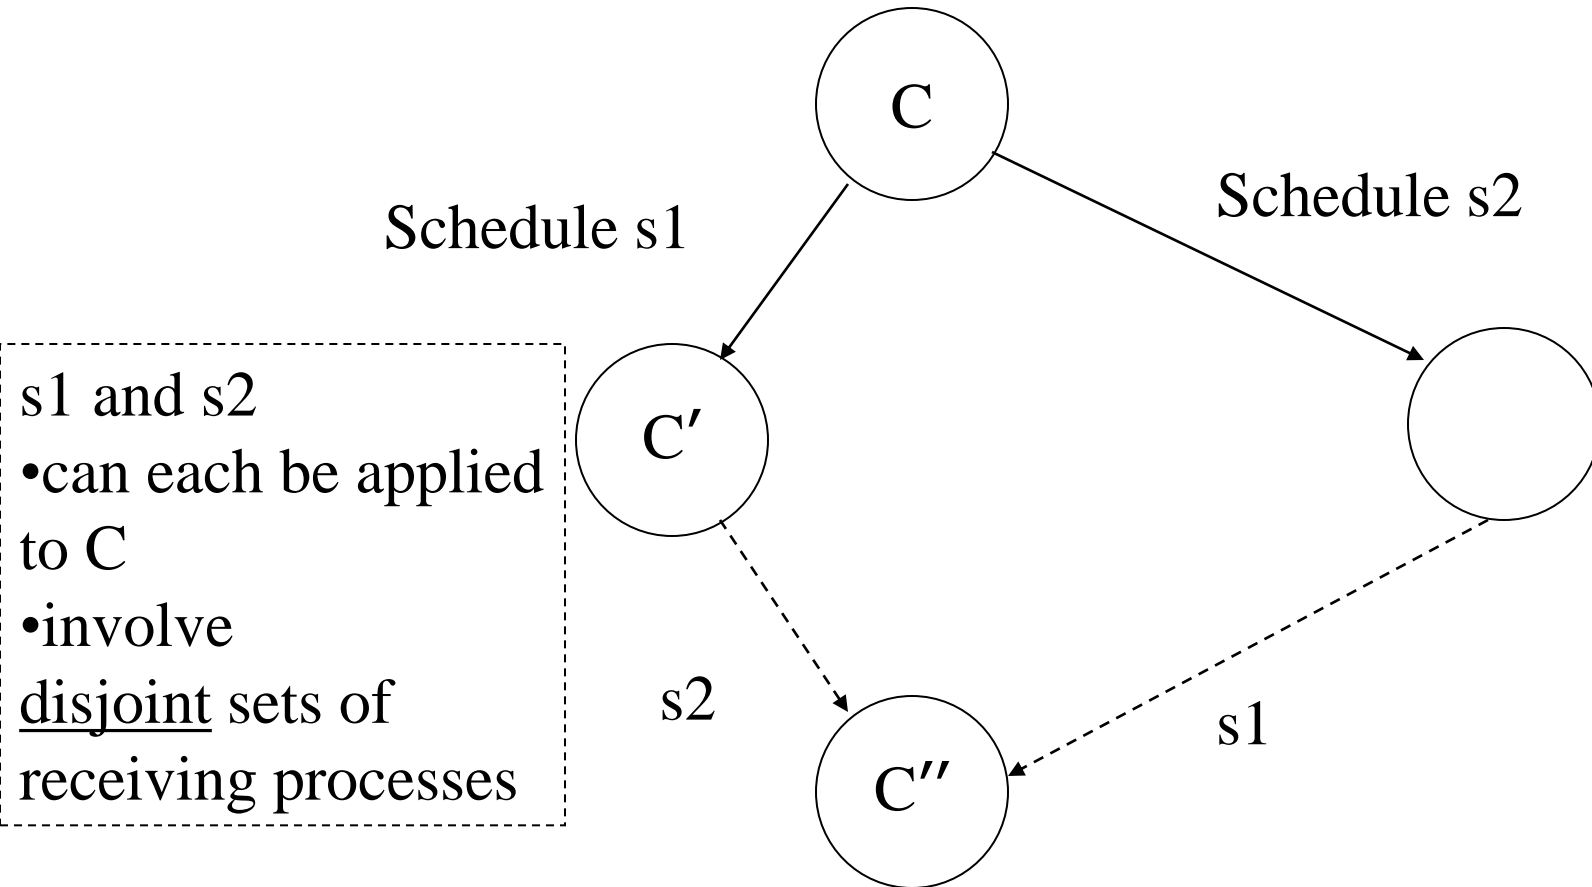 C
Schedule s2
Schedule s1
s1 and s2
•can each be applied
to C
•involve
disjoint sets of
receiving processes
C′
s2
s1
C′′